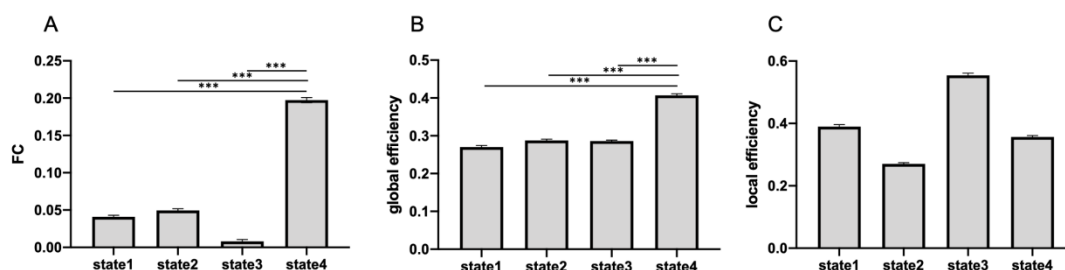 A
FC
0.25
0.20
0.15
0.10
0.05
0.00
***
***
***
state1 state2 state3 state4
B
global efficiency
0.5
0.4
0.3
0.2
0.1
0.0
***
***
***
state1 state2 state3 state4
C
local efficiency
0.6
0.4
0.2
0.0
state1 state2 state3 state4